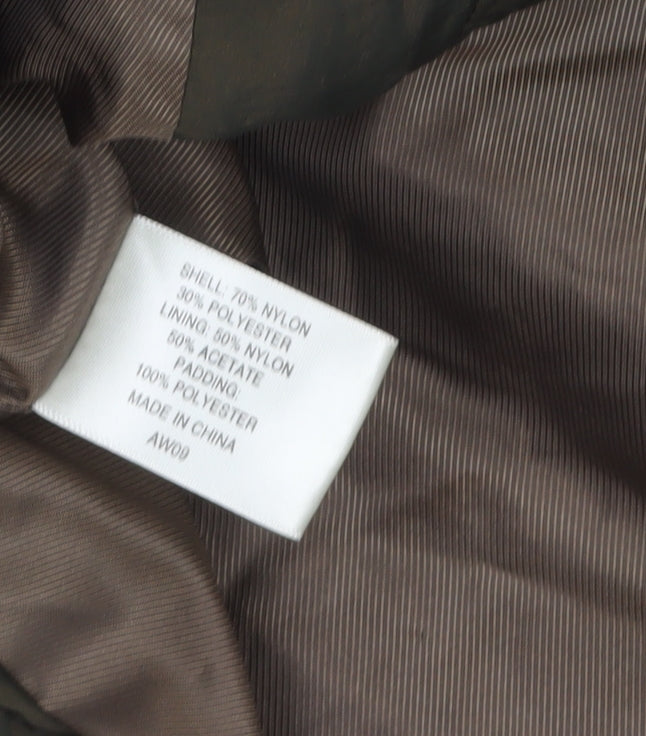 SHELL: 70% NYLON
30% POLYESTER
LINING: 50% NYLON
50% ACETATE
PADDING:
100% POLYESTER
MADE IN CHINA
AW09